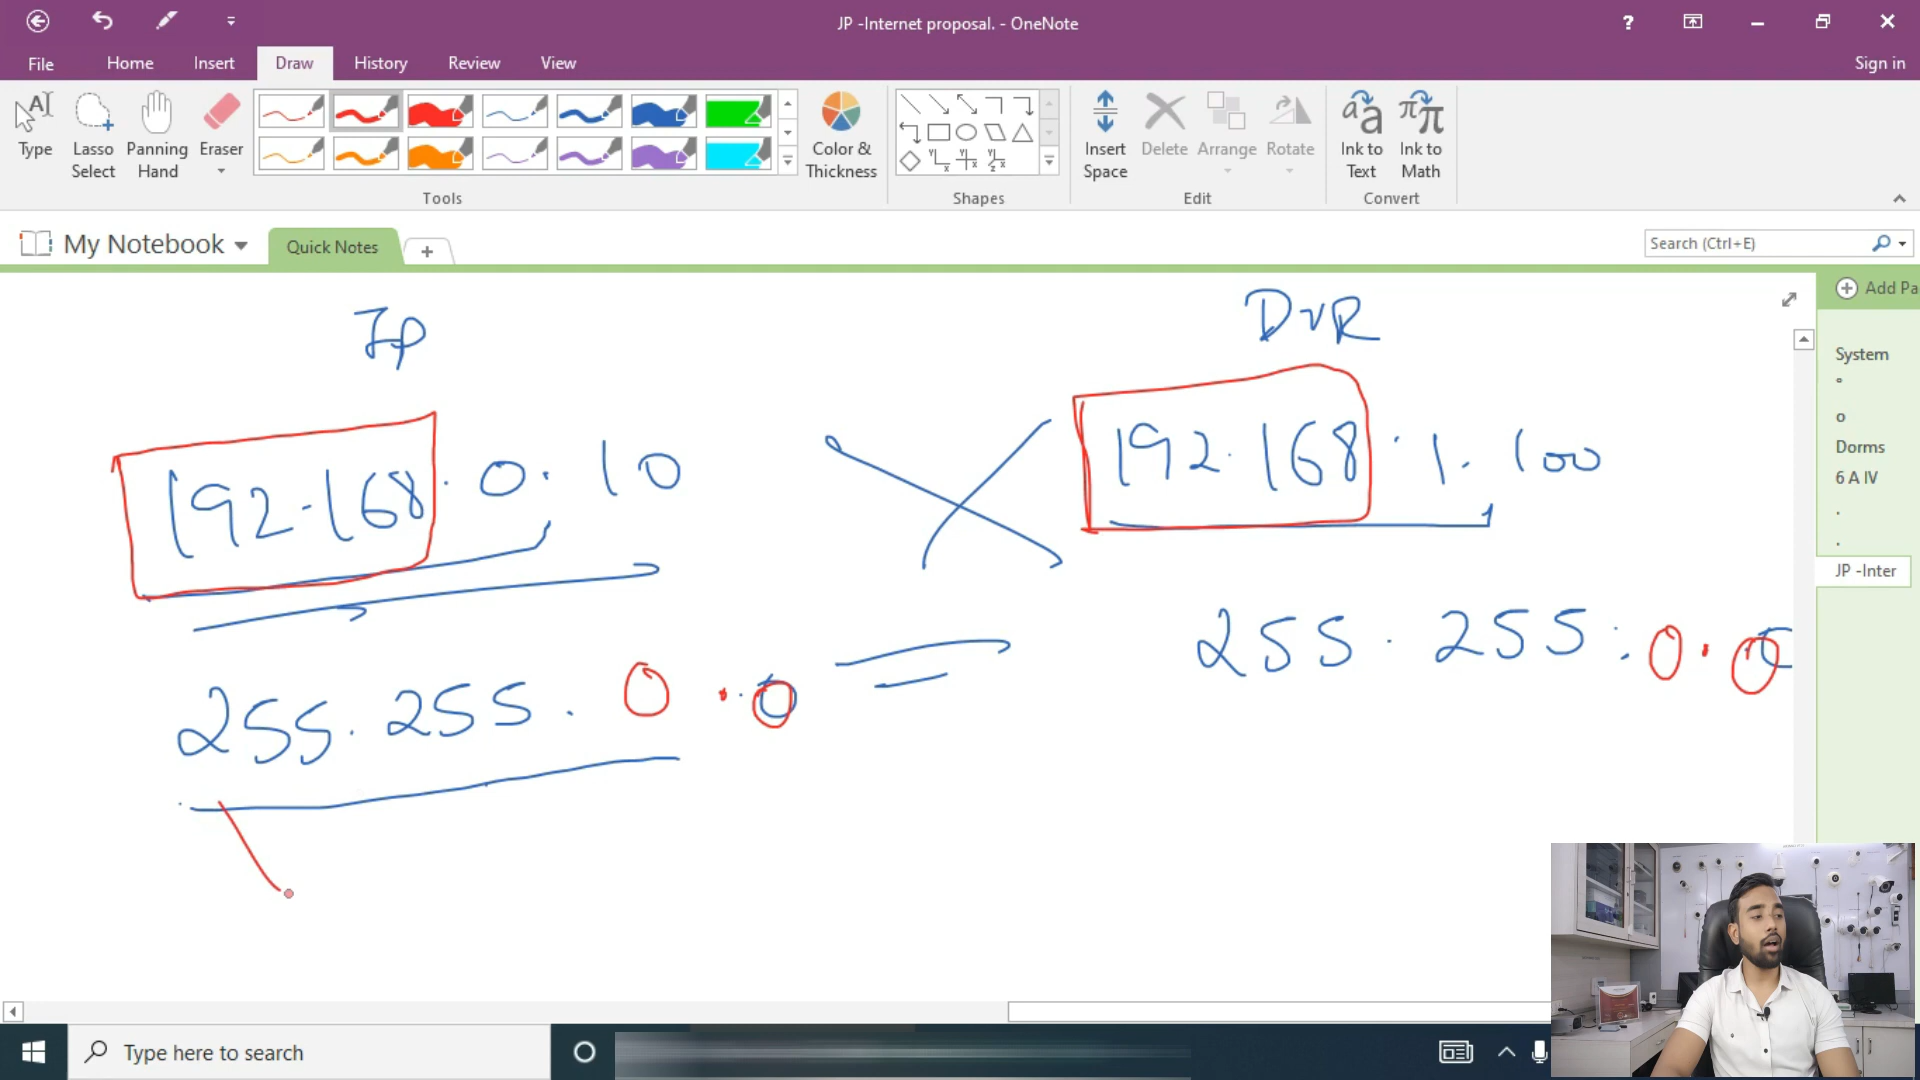 JP -Internet proposal. - OneNote
?
File
Home
Insert
Draw
History
Review
View
Sign in
Type
Lasso Select
Panning Hand
Eraser
Color & Thickness
Insert Space
Delete
Arrange
Rotate
Ink to Text
Ink to Math
Tools
Shapes
Edit
Convert
My Notebook
Quick Notes
Search (Ctrl+E)
Add Pa
System
o
Dorms
6 A IV
.
.
JP -Inter
Ip
DVR
192.168.0.10
192.168.1.100
255.255.0.0
255.255.0.0
Type here to search